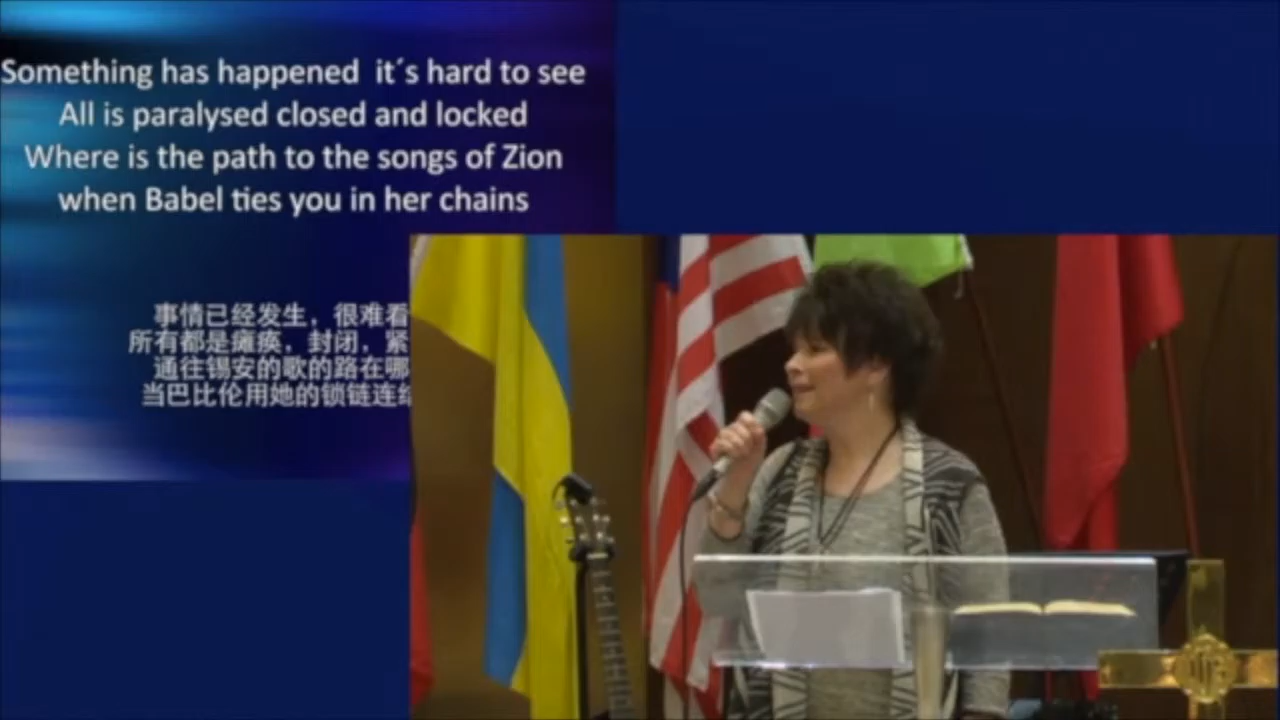 Something has happened it´s hard to see
All is paralysed closed and locked
Where is the path to the songs of Zion
when Babel ties you in her chains
事情已经发生，很难看
所有都是瘫痪，封闭，紧
通往锡安的歌的路在哪
当巴比伦用她的锁链连